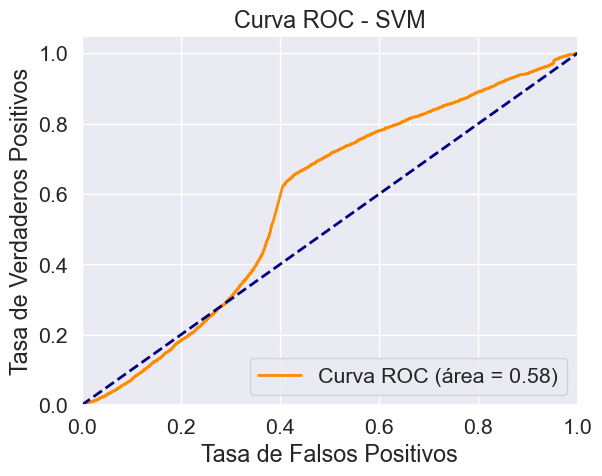 Curva ROC - SVM
Tasa de Verdaderos Positivos
1.0
0.8
0.6
0.4
0.2
0.0
Curva ROC (área = 0.58)
0.0 0.2 0.4 0.6 0.8 1.0
Tasa de Falsos Positivos